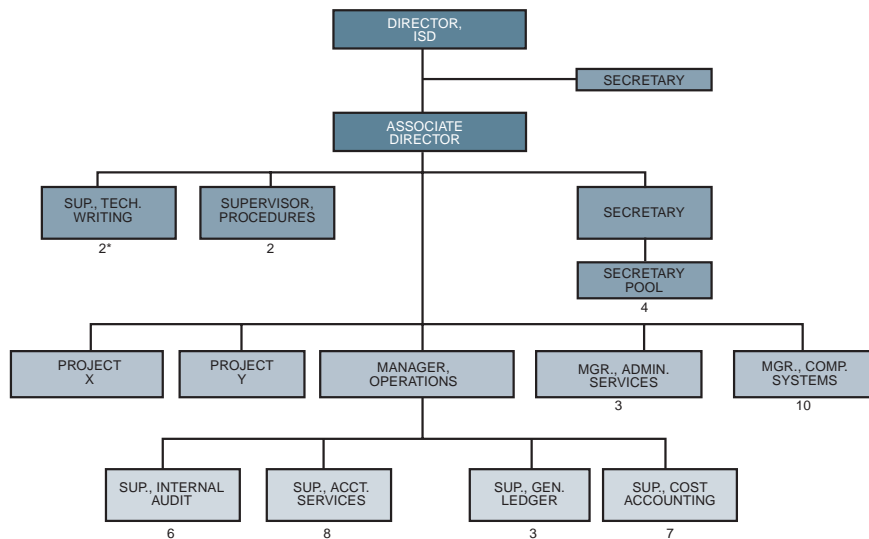 DIRECTOR,
ISD
SECRETARY
ASSOCIATE
DIRECTOR
SUP., TECH.
WRITING
2*
SUPERVISOR,
PROCEDURES
2
SECRETARY
SECRETARY
POOL
4
PROJECT
X
PROJECT
Y
MANAGER,
OPERATIONS
MGR., ADMIN.
SERVICES
3
MGR., COMP.
SYSTEMS
10
SUP., INTERNAL
AUDIT
6
SUP., ACCT.
SERVICES
8
SUP., GEN.
LEDGER
3
SUP., COST
ACCOUNTING
7